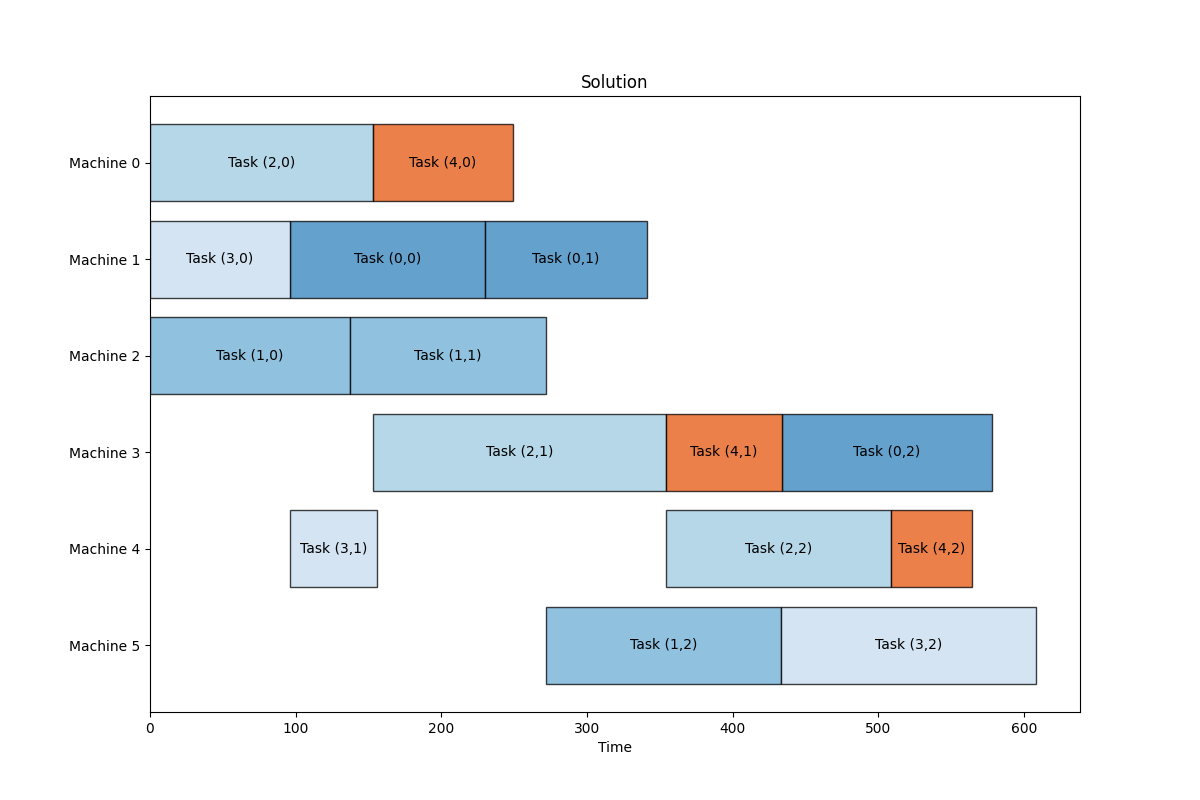 Solution
Machine 0
Task (2,0)
Task (4,0)
Machine 1
Task (3,0)
Task (0,0)
Task (0,1)
Machine 2
Task (1,0)
Task (1,1)
Machine 3
Task (2,1)
Task (4,1)
Task (0,2)
Machine 4
Task (3,1)
Task (2,2)
Task (4,2)
Machine 5
Task (1,2)
Task (3,2)
0 100 200 300 400 500 600
Time